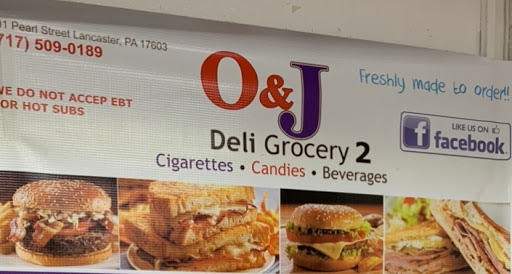 1 Pearl Street Lancaster, PA 17603
717) 509-0189
WE DO NOT ACCEP EBT
OR HOT SUBS
O&J
Deli Grocery 2
Cigarettes • Candies • Beverages
Freshly made to order!!
LIKE US ON
facebook.